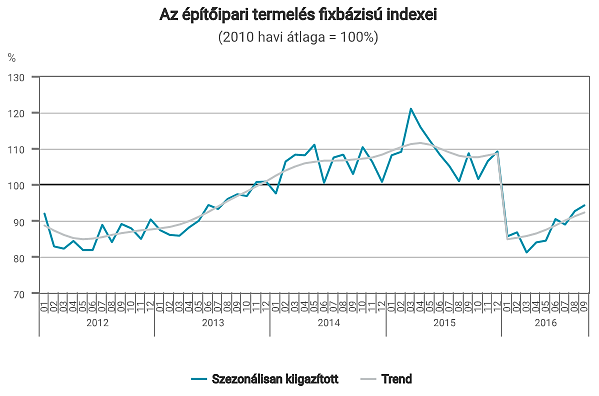 Az építőipari termelés fixbázisú indexei
(2010 havi átlaga = 100%)
%
130
120
110
100
90
80
70
01 02 03 04 05 06 07 08 09 10 11 12 01 02 03 04 05 06 07 08 09 10 11 12 01 02 03 04 05 06 07 08 09 10 11 12 01 02 03 04 05 06 07 08 09 10 11 12 01 02 03 04 05 06 07 08 09
2012 2013 2014 2015 2016
Szezonálisan kiigazított Trend